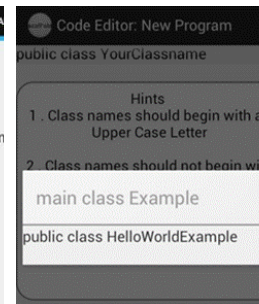 Code Editor: New Program
public class YourClassname
Hints
1 . Class names should begin with a
Upper Case Letter
2 . Class names should not begin wi
main class Example
public class HelloWorldExample